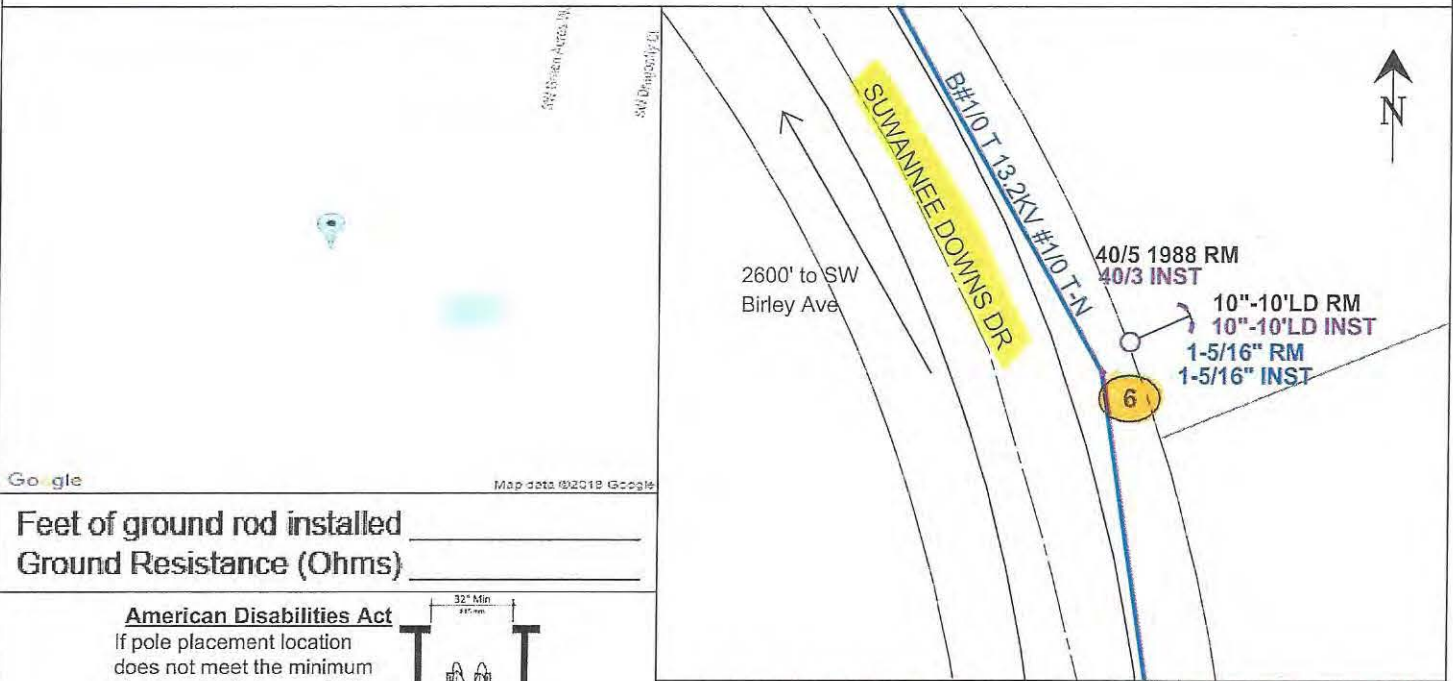 SW Dragonfly Ct
Google
Map data ©2018 Google
Feet of ground rod installed
Ground Resistance (Ohms)
American Disabilities Act
If pole placement location
does not meet the minimum
32" Min
N
SUWANNEE DOWNS DR
B#1/0 T 13.2KV #1/0 T-N
2600' to SW
Birley Ave
40/5 1988 RM
40/3 INST
10"-10'LD RM
10"-10'LD INST
1-5/16" RM
1-5/16" INST
6